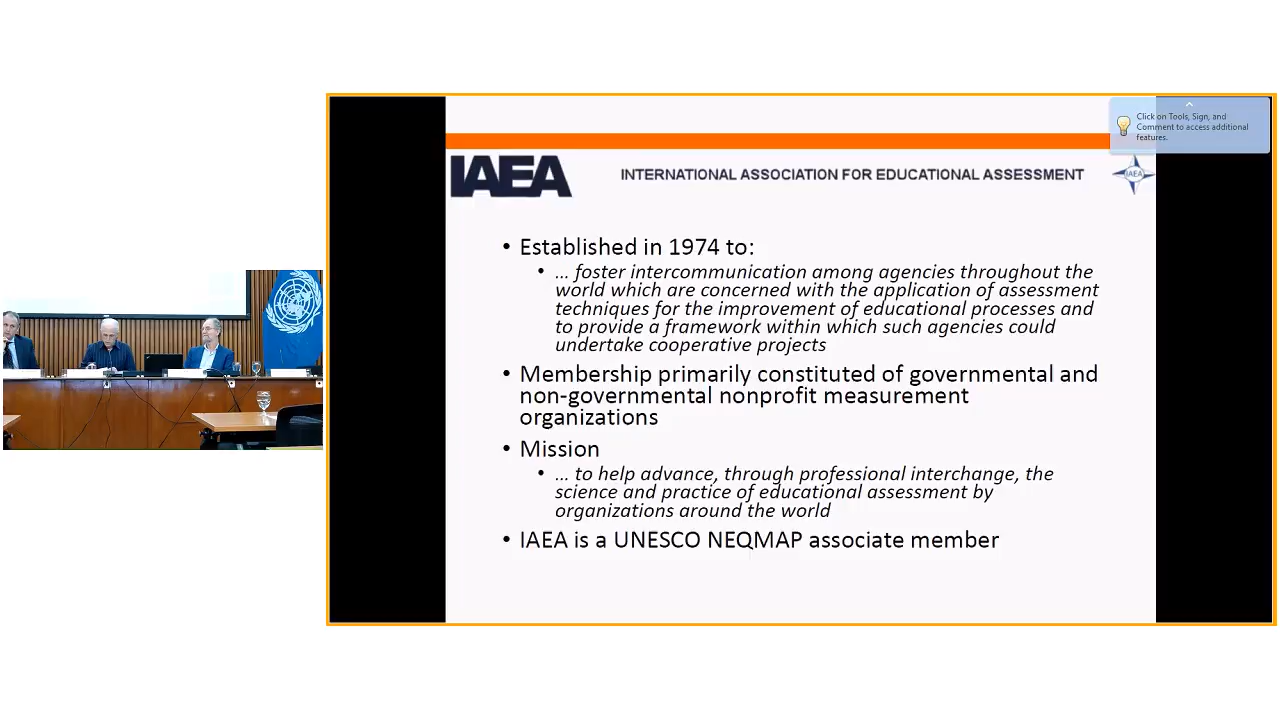 Click on Tools, Sign, and
Comment to access additional
features.
IAEA
INTERNATIONAL ASSOCIATION FOR EDUCATIONAL ASSESSMENT
IAEA
• Established in 1974 to:
• … foster intercommunication among agencies throughout the
world which are concerned with the application of assessment
techniques for the improvement of educational processes and
to provide a framework within which such agencies could
undertake cooperative projects
• Membership primarily constituted of governmental and
non-governmental nonprofit measurement
organizations
• Mission
• … to help advance, through professional interchange, the
science and practice of educational assessment by
organizations around the world
• IAEA is a UNESCO NEQMAP associate member